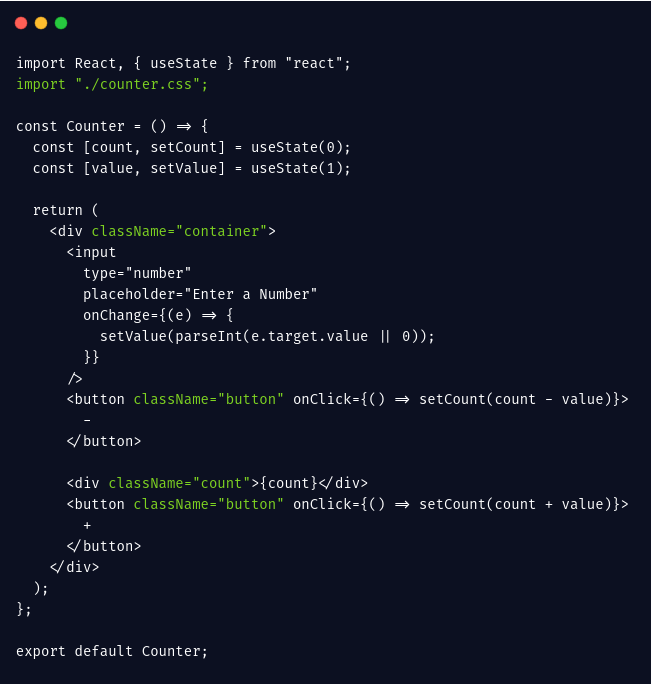 import React, { useState } from "react";
import "./counter.css";

const Counter = () => {
  const [count, setCount] = useState(0);
  const [value, setValue] = useState(1);

  return (
    <div className="container">
      <input
        type="number"
        placeholder="Enter a Number"
        onChange={(e) => {
          setValue(parseInt(e.target.value || 0));
        }}
      />
      <button className="button" onClick={() => setCount(count - value)}>
        -
      </button>

      <div className="count">{count}</div>
      <button className="button" onClick={() => setCount(count + value)}>
        +
      </button>
    </div>
  );
};

export default Counter;